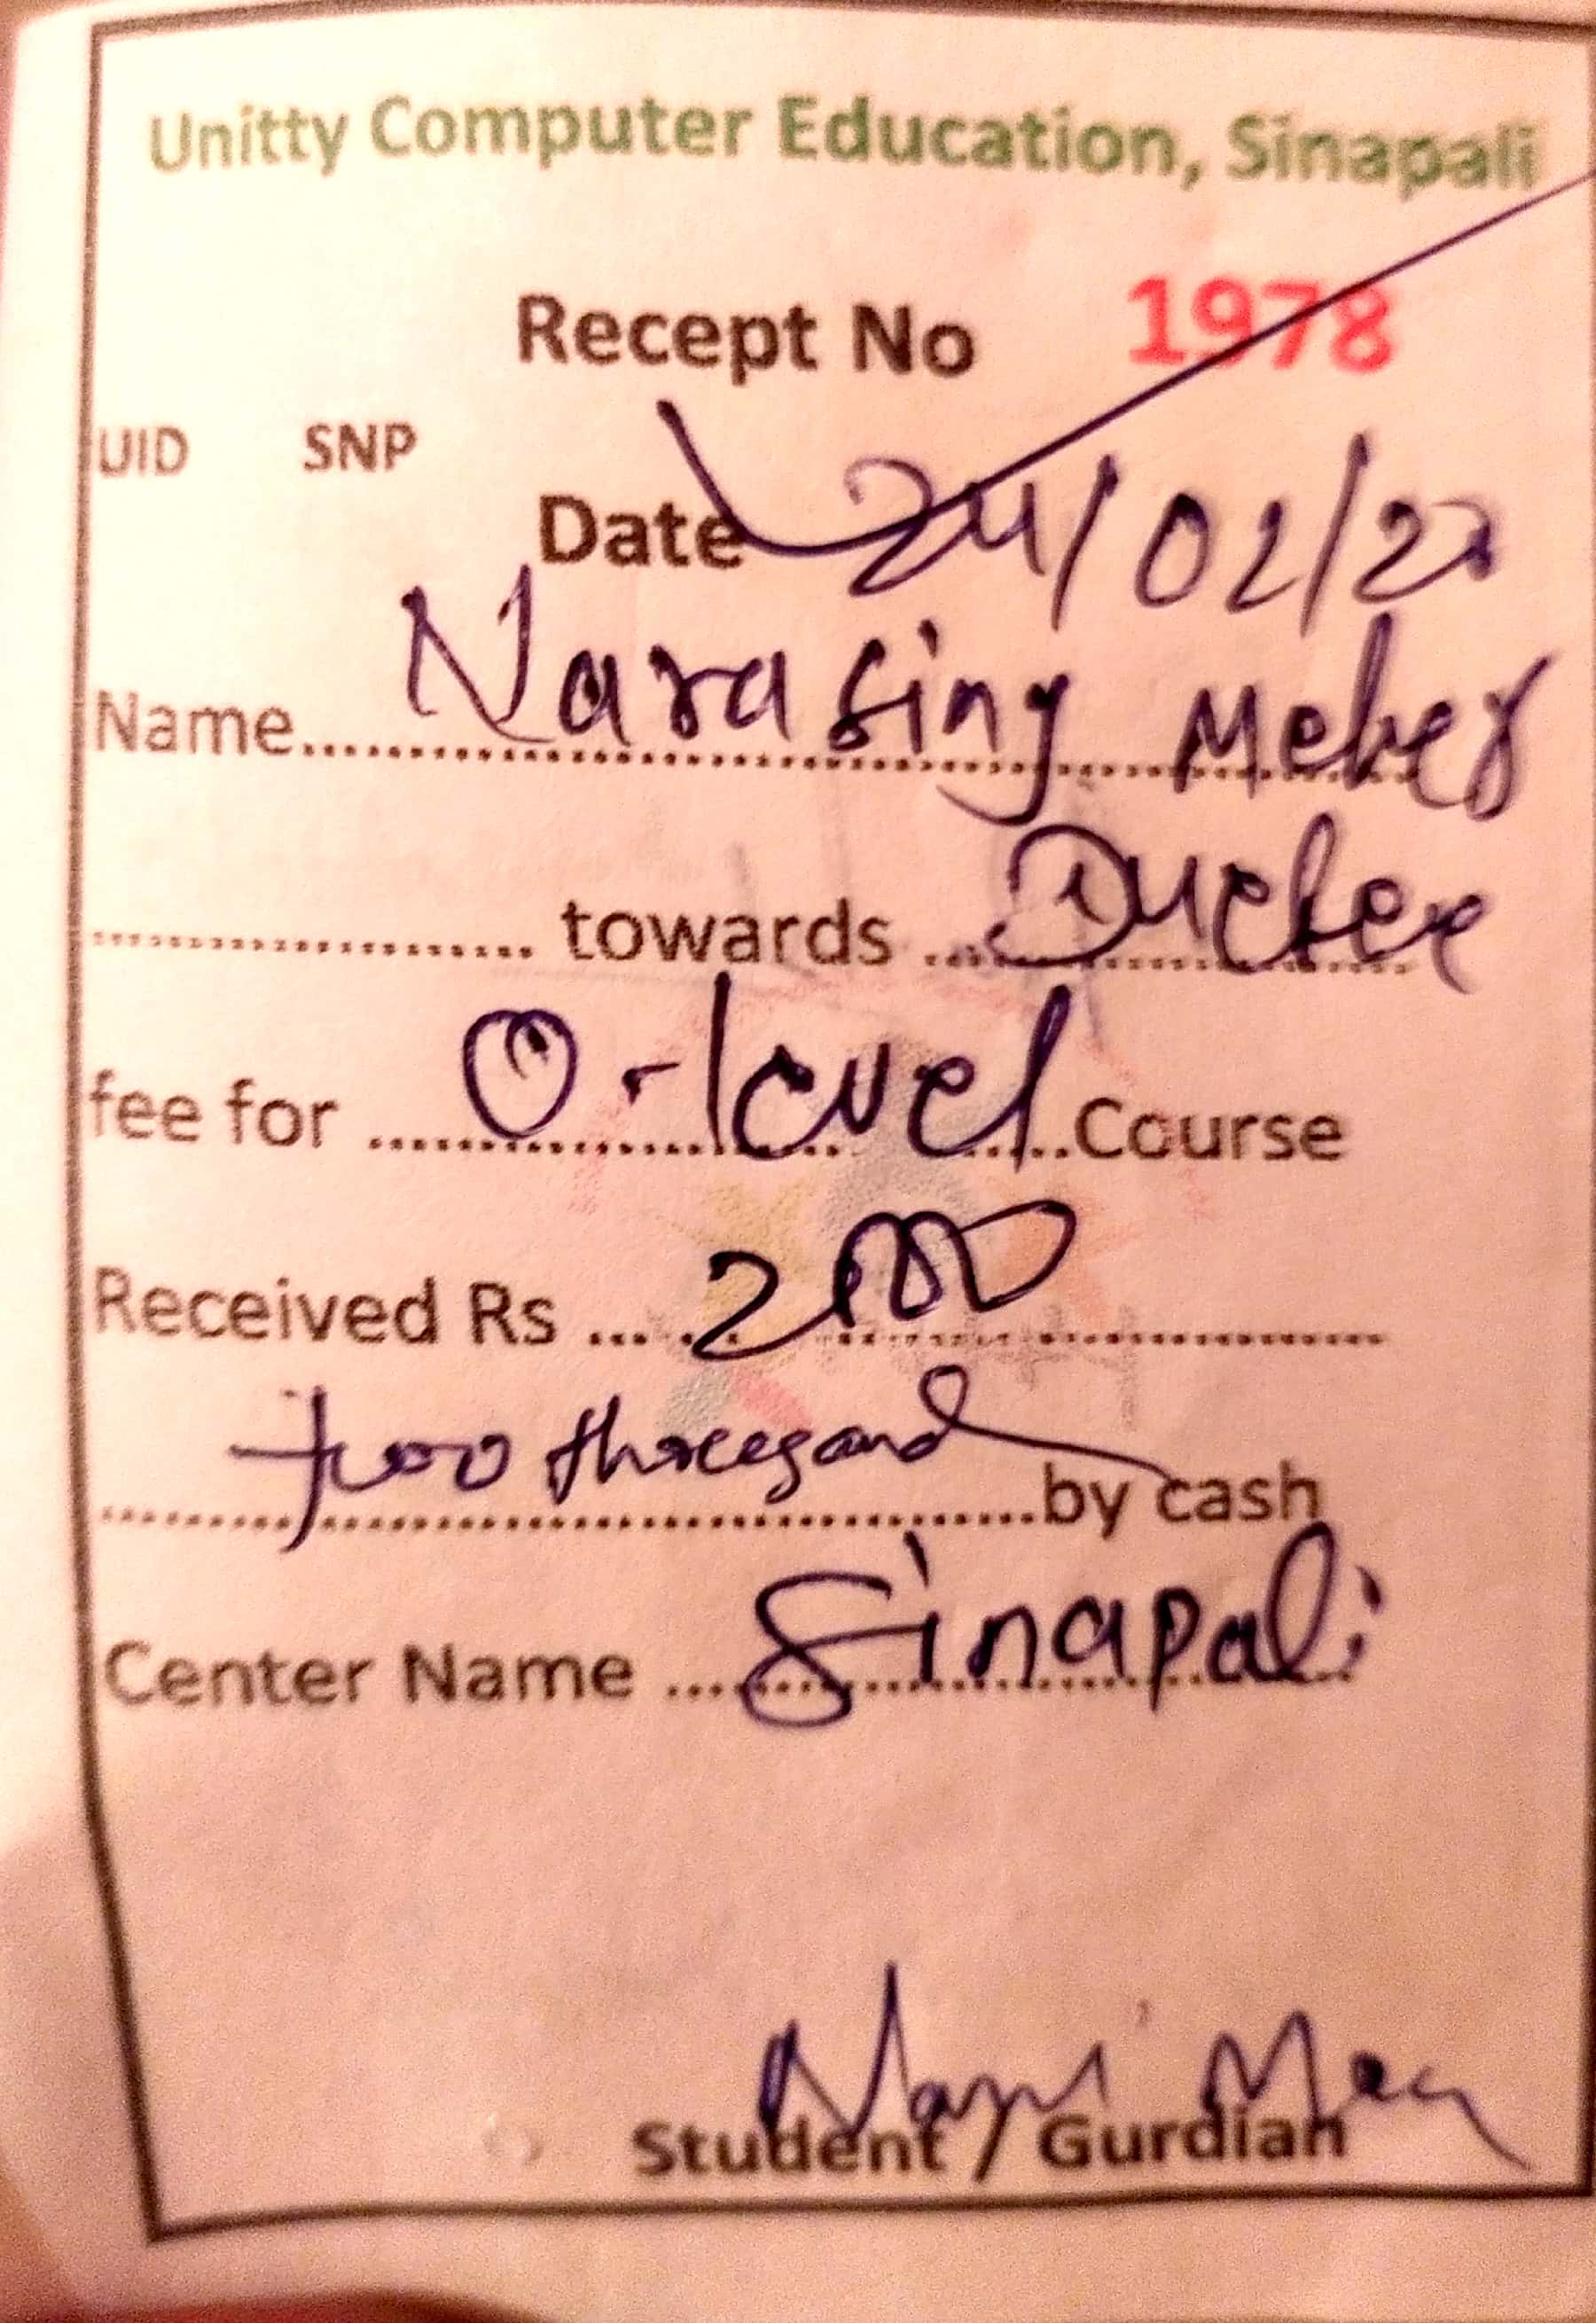 Unitty Computer Education, Sinapali
Recept No 1978
UID SNP
Date 24/02/20
Name Narasing Meher
towards
fee for O-level Course
Received Rs 2000
two thousand by cash
Center Name Sinapali
Student / Gurdian